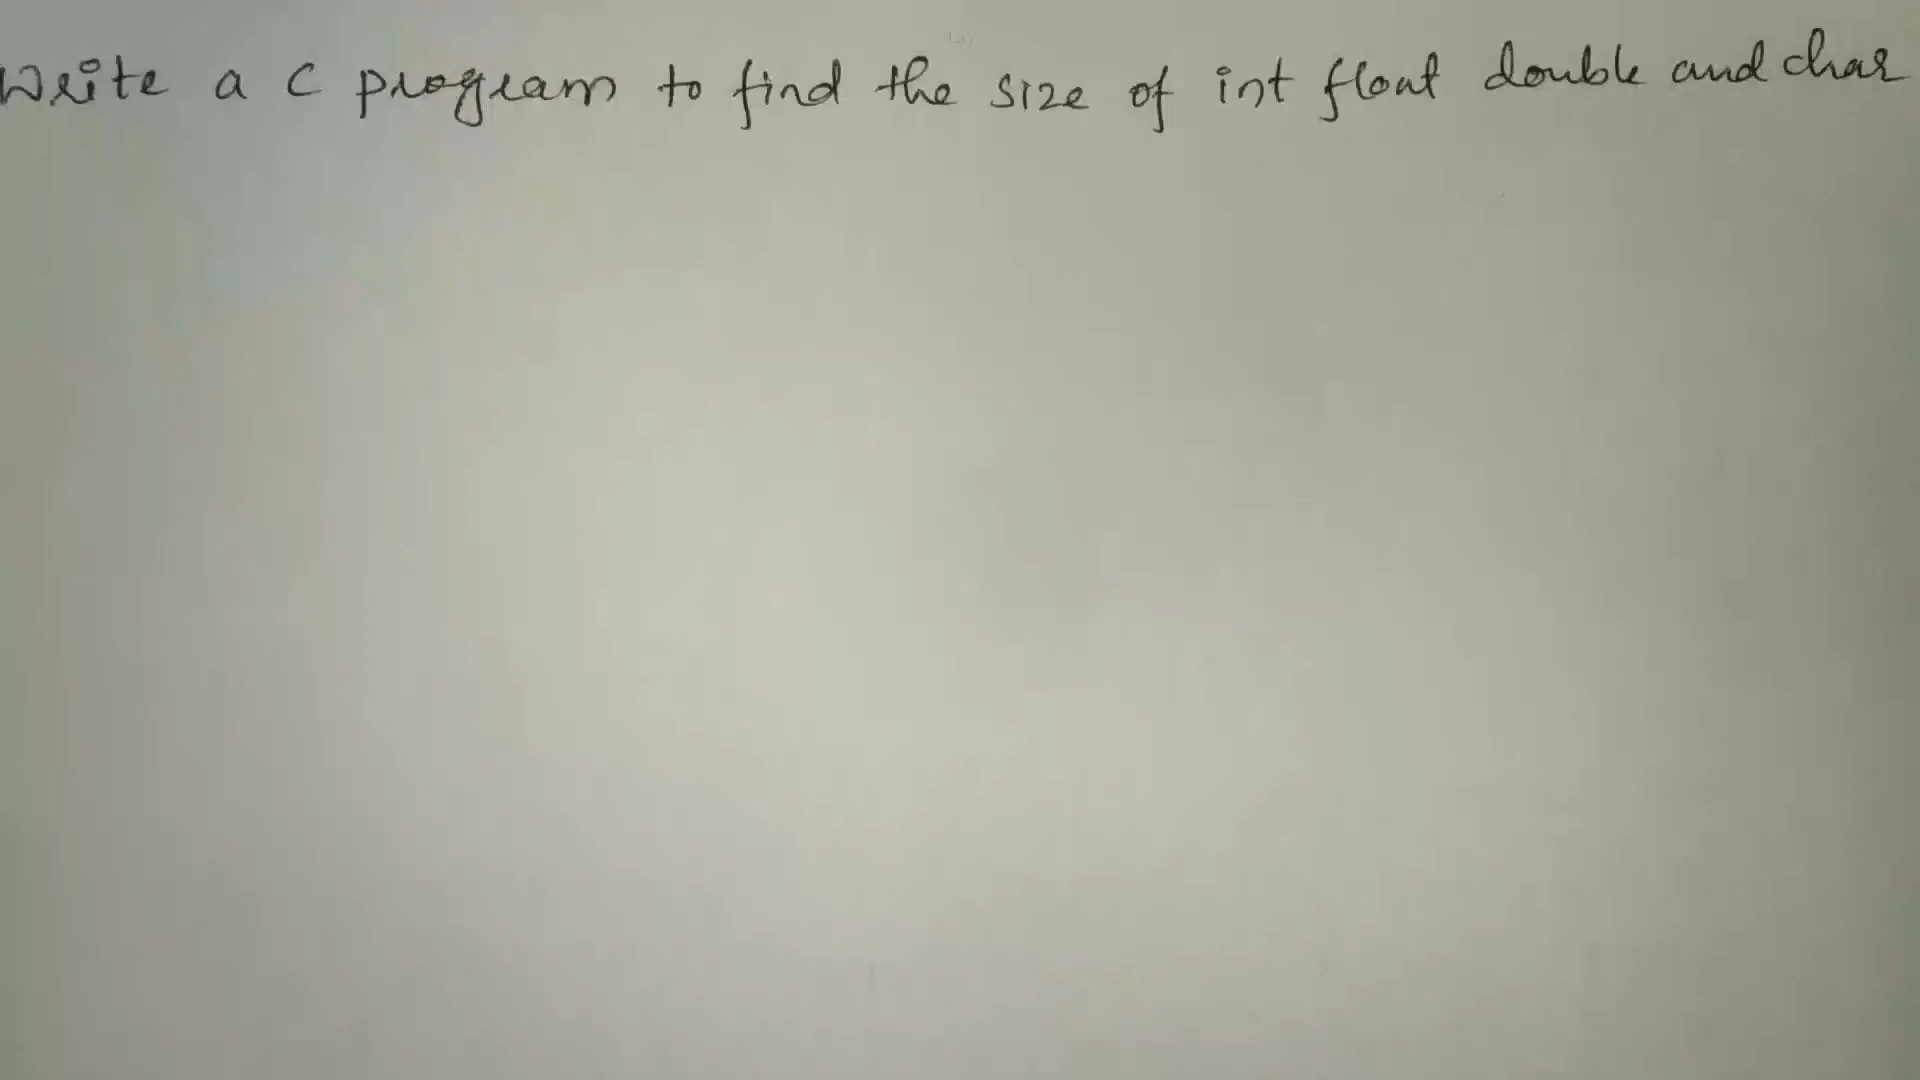 Write a C program to find the size of int float double and char